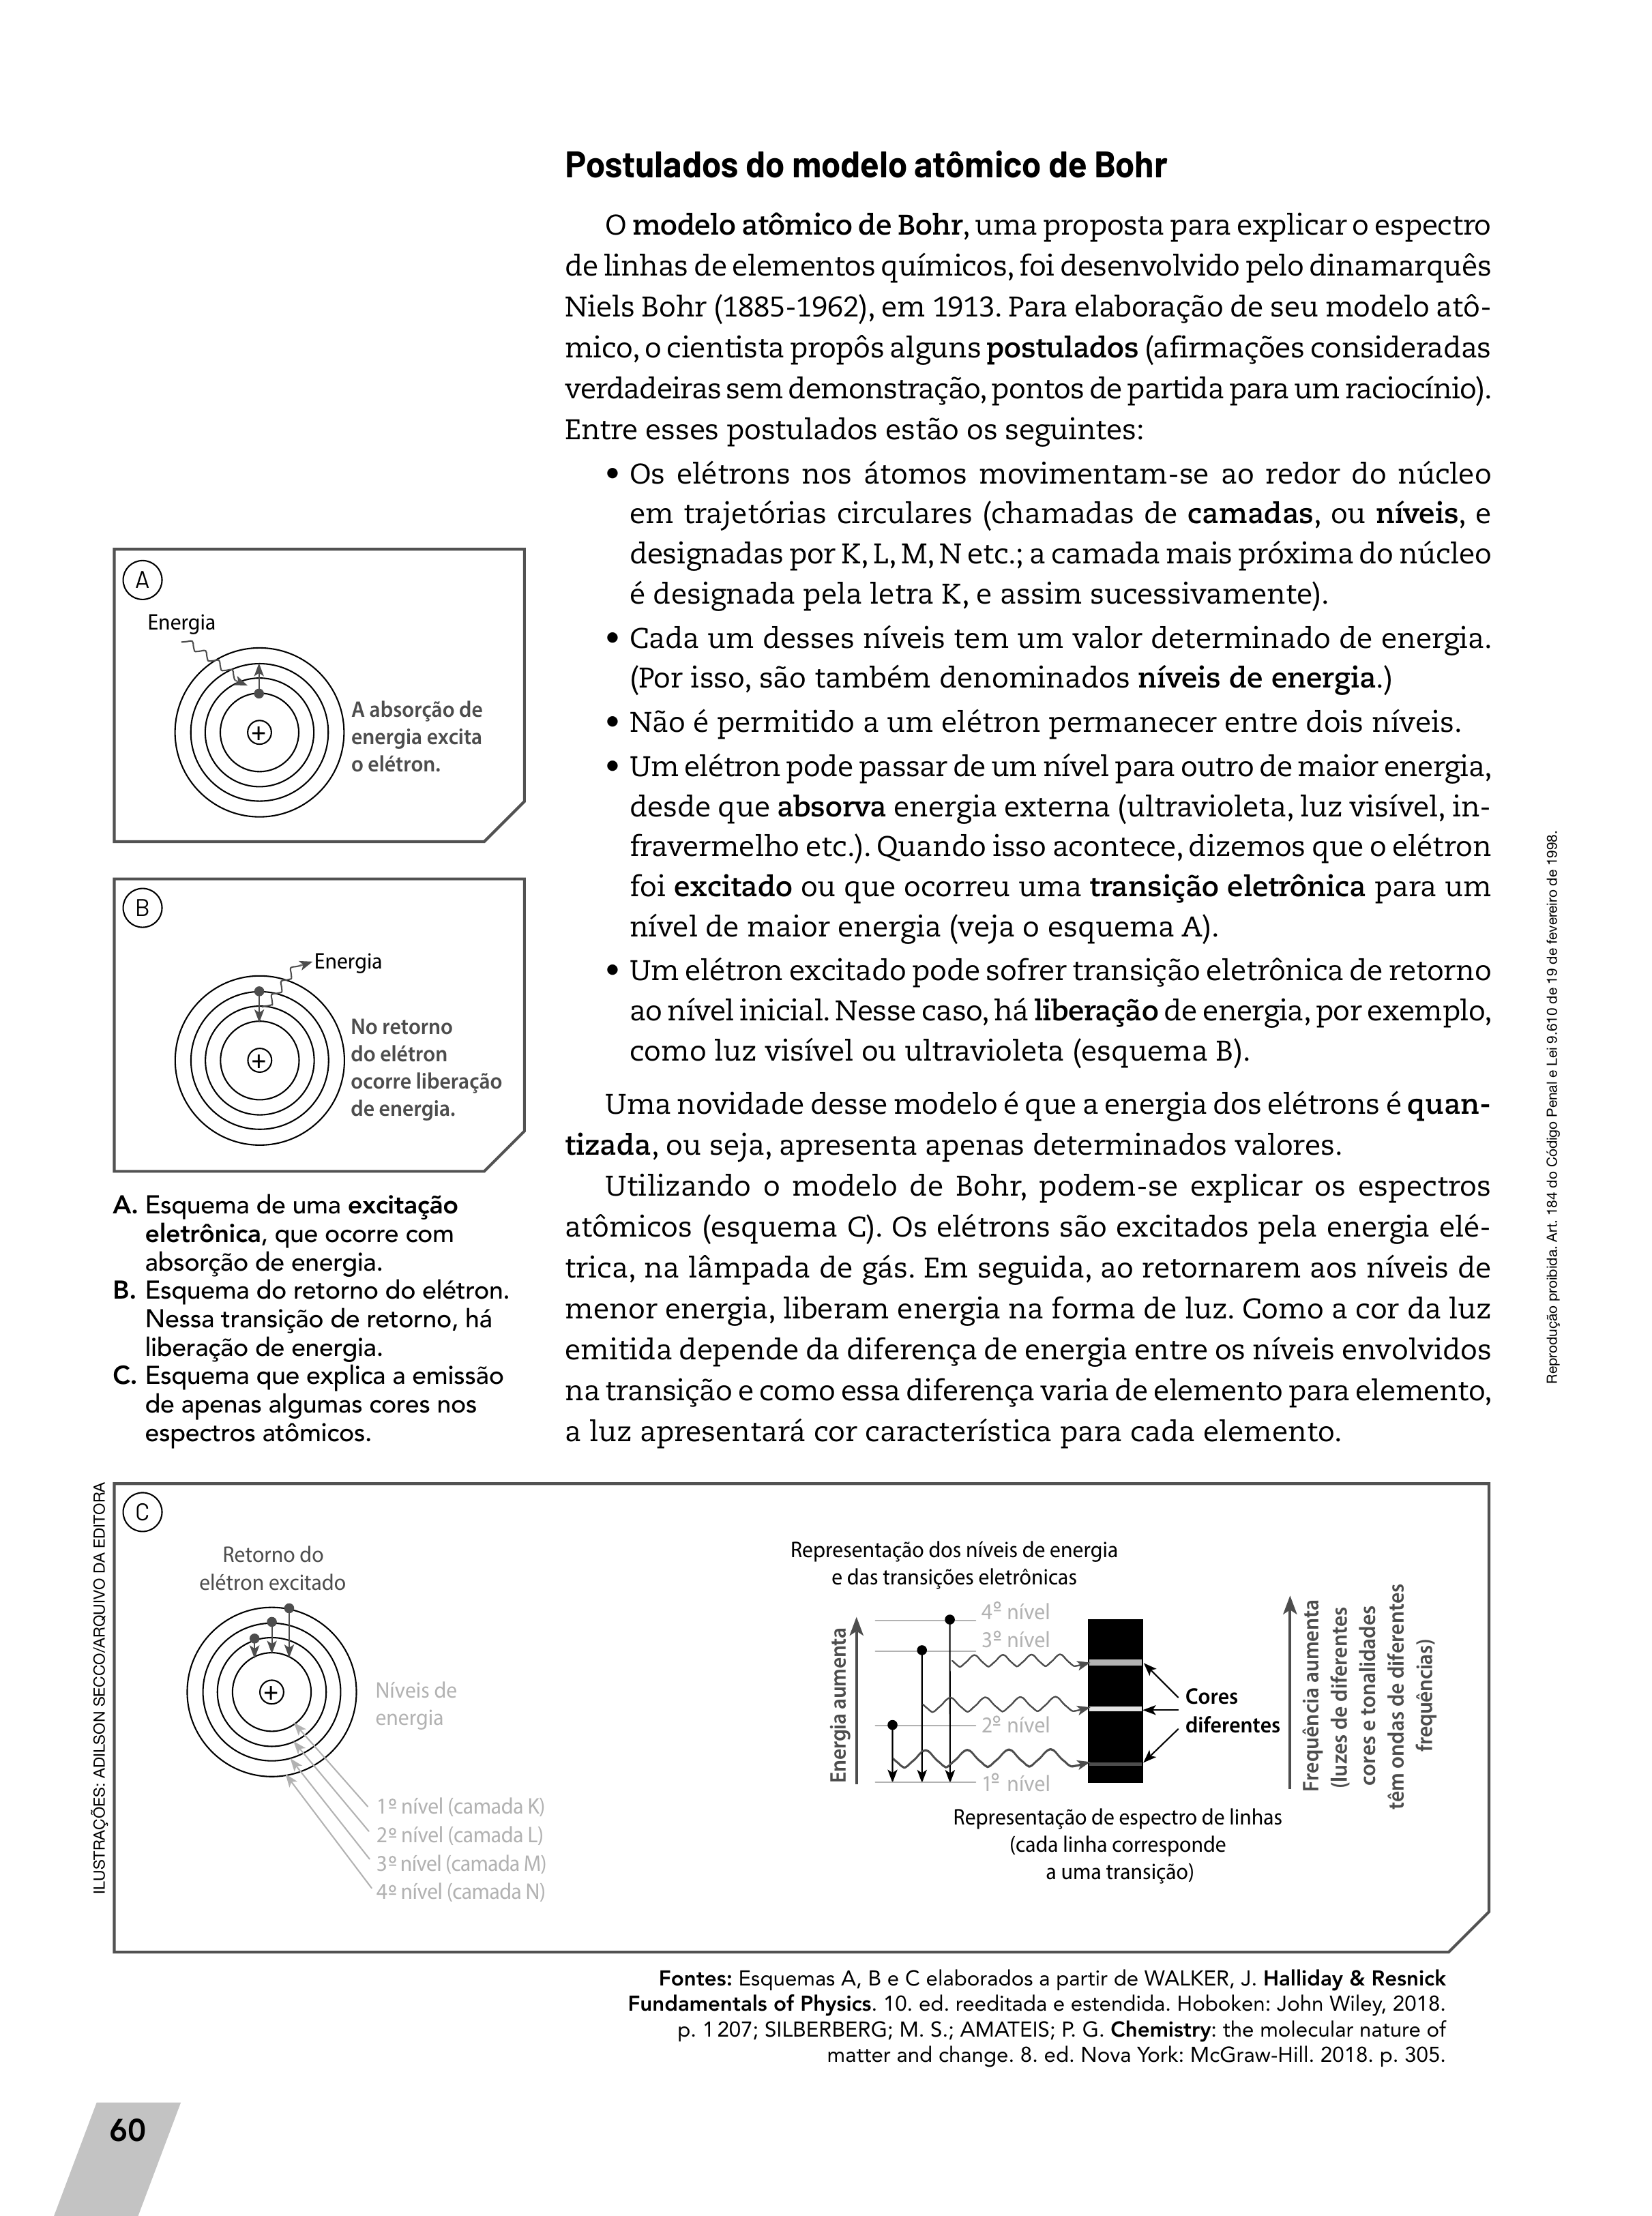 Postulados do modelo atômico de Bohr
O modelo atômico de Bohr, uma proposta para explicar o espectro
de linhas de elementos químicos, foi desenvolvido pelo dinamarquês
Niels Bohr (1885-1962), em 1913. Para elaboração de seu modelo atô-
mico, o cientista propôs alguns postulados (afirmações consideradas
verdadeiras sem demonstração, pontos de partida para um raciocínio).
Entre esses postulados estão os seguintes:
• Os elétrons nos átomos movimentam-se ao redor do núcleo
em trajetórias circulares (chamadas de camadas, ou níveis, e
designadas por K, L, M, N etc.; a camada mais próxima do núcleo
é designada pela letra K, e assim sucessivamente).
• Cada um desses níveis tem um valor determinado de energia.
(Por isso, são também denominados níveis de energia.)
• Não é permitido a um elétron permanecer entre dois níveis.
• Um elétron pode passar de um nível para outro de maior energia,
desde que absorva energia externa (ultravioleta, luz visível, in-
fravermelho etc.). Quando isso acontece, dizemos que o elétron
foi excitado ou que ocorreu uma transição eletrônica para um
nível de maior energia (veja o esquema A).
• Um elétron excitado pode sofrer transição eletrônica de retorno
ao nível inicial. Nesse caso, há liberação de energia, por exemplo,
como luz visível ou ultravioleta (esquema B).
Uma novidade desse modelo é que a energia dos elétrons é quan-
tizada, ou seja, apresenta apenas determinados valores.
Utilizando o modelo de Bohr, podem-se explicar os espectros
atômicos (esquema C). Os elétrons são excitados pela energia elé-
trica, na lâmpada de gás. Em seguida, ao retornarem aos níveis de
menor energia, liberam energia na forma de luz. Como a cor da luz
emitida depende da diferença de energia entre os níveis envolvidos
na transição e como essa diferença varia de elemento para elemento,
a luz apresentará cor característica para cada elemento.
A
Energia
+
A absorção de
energia excita
o elétron.
B
Energia
+
No retorno
do elétron
ocorre liberação
de energia.
A. Esquema de uma excitação
eletrônica, que ocorre com
absorção de energia.
B. Esquema do retorno do elétron.
Nessa transição de retorno, há
liberação de energia.
C. Esquema que explica a emissão
de apenas algumas cores nos
espectros atômicos.
Reprodução proibida. Art. 184 do Código Penal e Lei 9.610 de 19 de fevereiro de 1998.
ILUSTRAÇÕES: ADILSON SECCO/ARQUIVO DA EDITORA
C
Retorno do
elétron excitado
+
Níveis de
energia
1º nível (camada K)
2º nível (camada L)
3º nível (camada M)
4º nível (camada N)
Representação dos níveis de energia
e das transições eletrônicas
Energia aumenta
4º nível
3º nível
2º nível
1º nível
Cores
diferentes
Frequência aumenta
(luzes de diferentes
cores e tonalidades
têm ondas de diferentes
frequências)
Representação de espectro de linhas
(cada linha corresponde
a uma transição)
Fontes: Esquemas A, B e C elaborados a partir de WALKER, J. Halliday & Resnick
Fundamentals of Physics. 10. ed. reeditada e estendida. Hoboken: John Wiley, 2018.
p. 1 207; SILBERBERG; M. S.; AMATEIS; P. G. Chemistry: the molecular nature of
matter and change. 8. ed. Nova York: McGraw-Hill. 2018. p. 305.
60